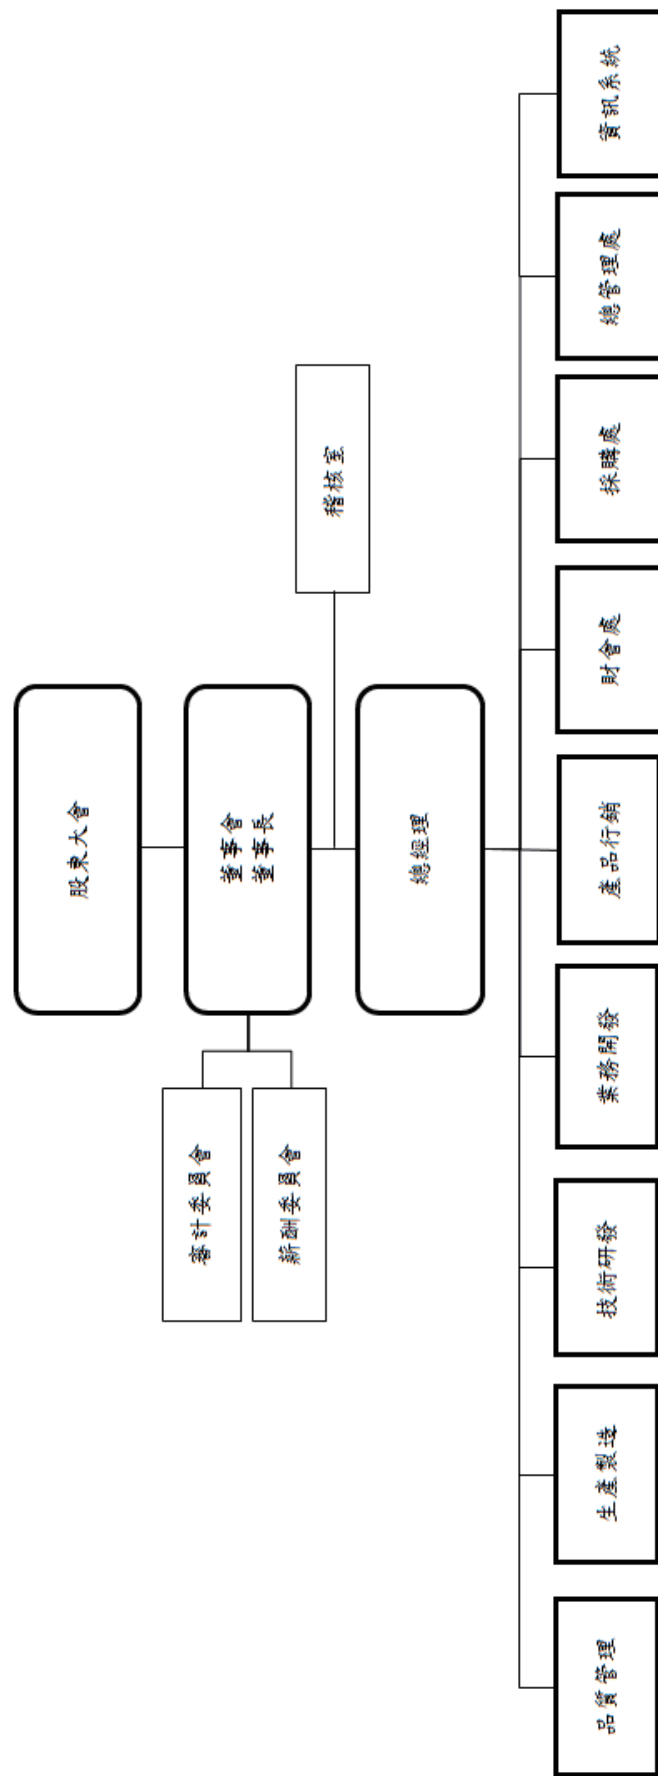 股東大會
董事會
董事長
審計委員會
薪酬委員會
稽核室
總經理
品質管理
生產製造
技術研發
業務開發
產品行銷
財會處
採購處
總管理處
資訊系統